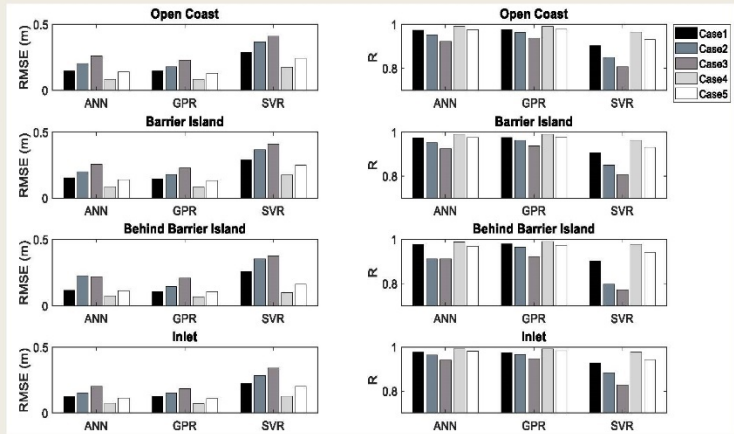 Open Coast
RMSE (m)
0.5
0
ANN
GPR
SVR
Barrier Island
RMSE (m)
0.5
0
ANN
GPR
SVR
Behind Barrier Island
RMSE (m)
0.5
0
ANN
GPR
SVR
Inlet
RMSE (m)
0.5
0
ANN
GPR
SVR
Open Coast
R
1
0.8
ANN
GPR
SVR
Barrier Island
R
1
0.8
ANN
GPR
SVR
Behind Barrier Island
R
1
0.8
ANN
GPR
SVR
Inlet
R
1
0.8
ANN
GPR
SVR
Case1
Case2
Case3
Case4
Case5